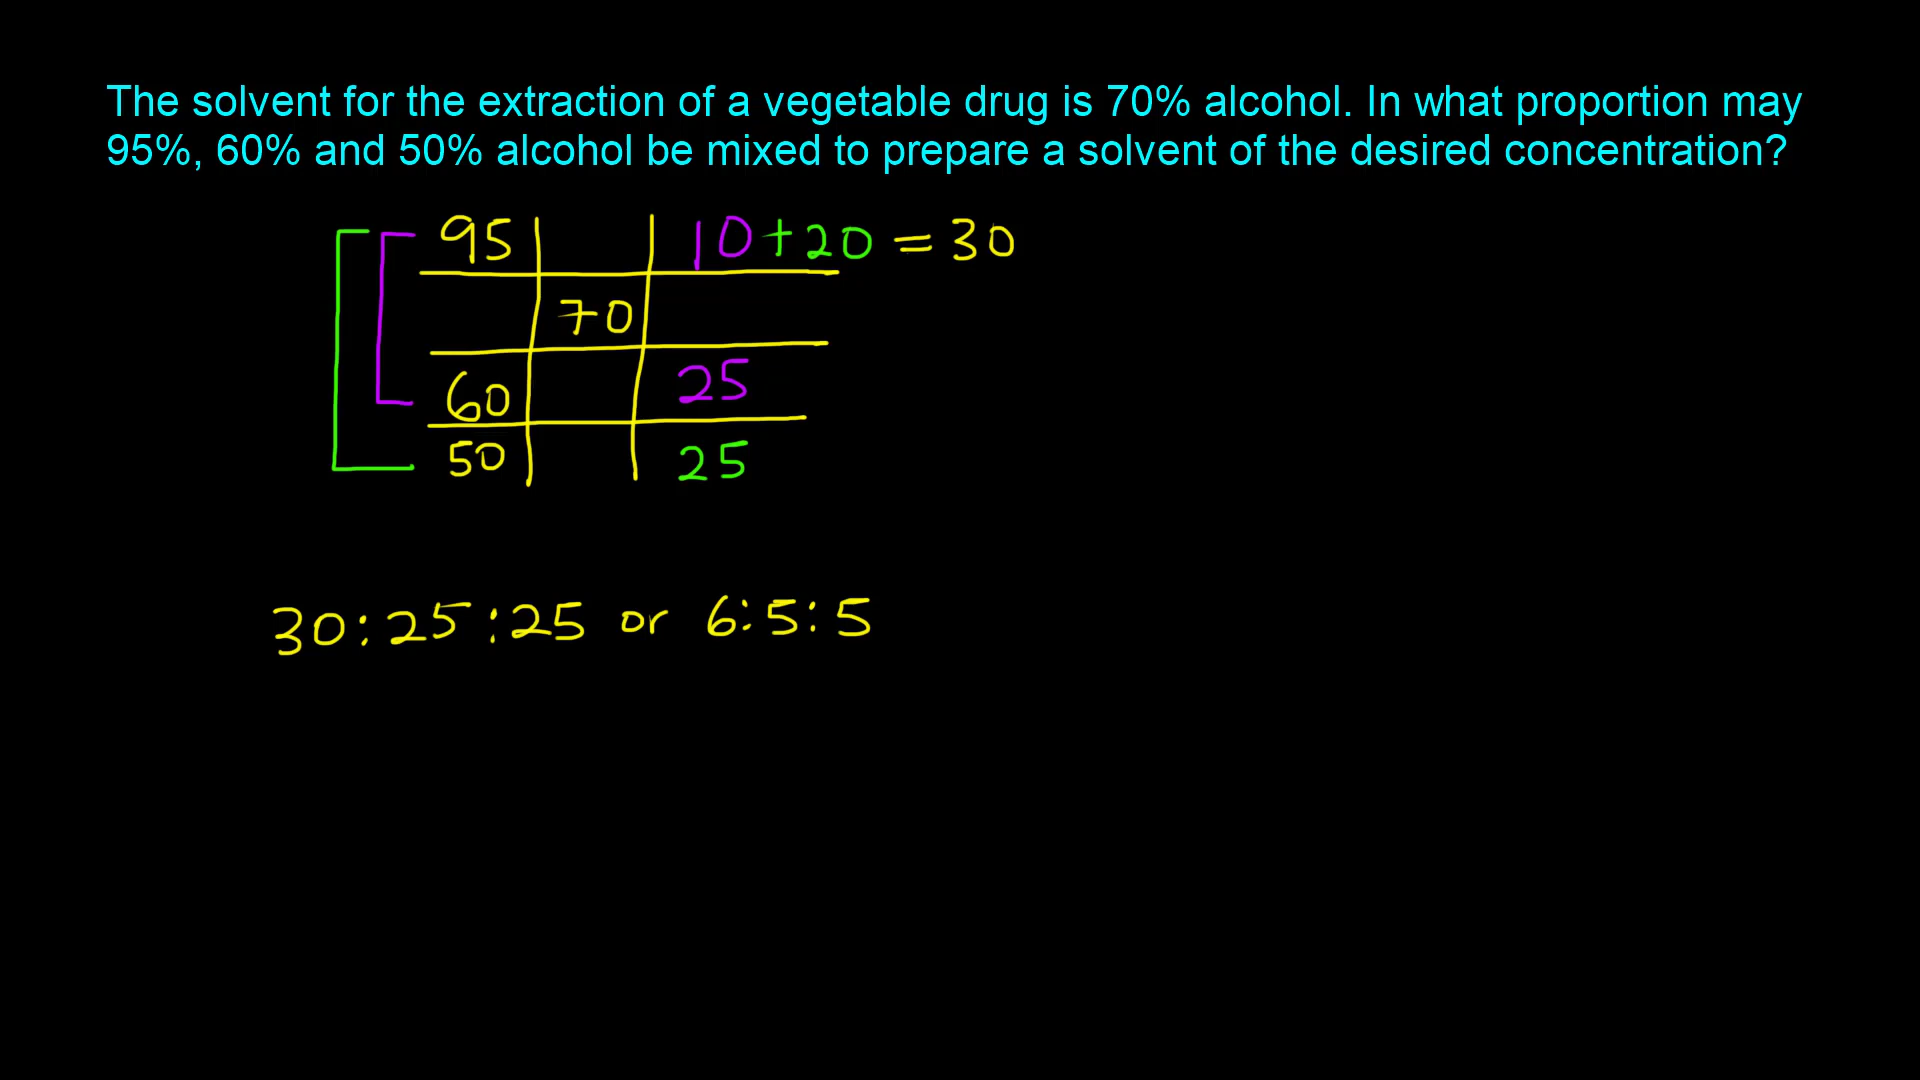 The solvent for the extraction of a vegetable drug is 70% alcohol. In what proportion may
95%, 60% and 50% alcohol be mixed to prepare a solvent of the desired concentration?
95 10+20 = 30
70
60 25
50 25
30:25:25 or 6:5:5